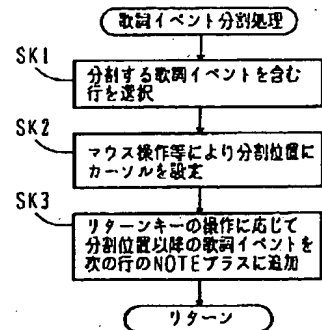 歌詞イベント分割処理
SK1
分割する歌詞イベントを含む
行を選択
SK2
マウス操作等により分割位置に
カーソルを設定
SK3
リターンキーの操作に応じて
分割位置以降の歌詞イベントを
次の行のNOTEプラスに追加
リターン